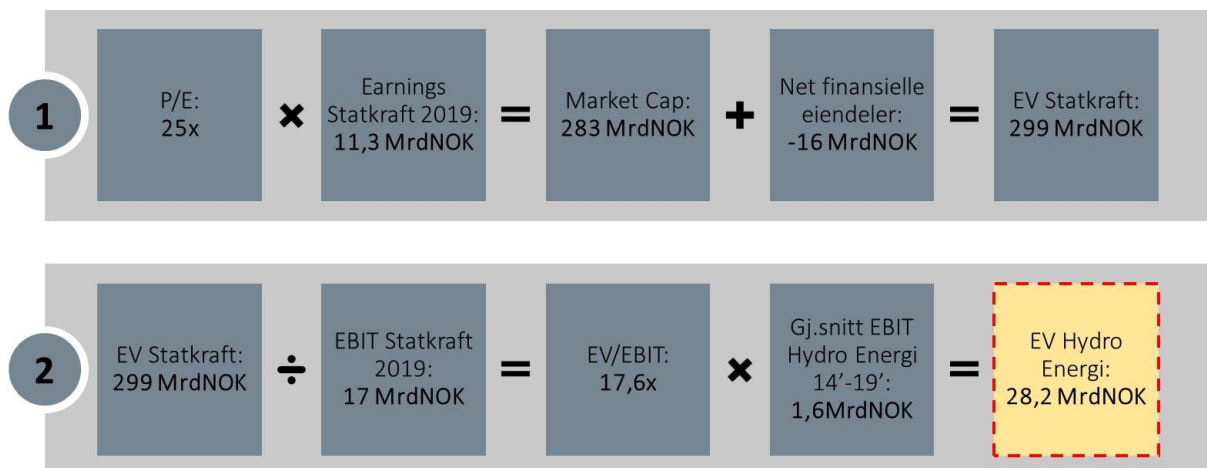 1
P/E:
25x
×
Earnings
Statkraft 2019:
11,3 MrdNOK
=
Market Cap:
283 MrdNOK
+
Net finansielle
eiendeler:
-16 MrdNOK
=
EV Statkraft:
299 MrdNOK
2
EV Statkraft:
299 MrdNOK
÷
EBIT Statkraft
2019:
17 MrdNOK
=
EV/EBIT:
17,6x
×
Gj.snitt EBIT
Hydro Energi
14’-19’:
1,6MrdNOK
=
EV Hydro
Energi:
28,2 MrdNOK